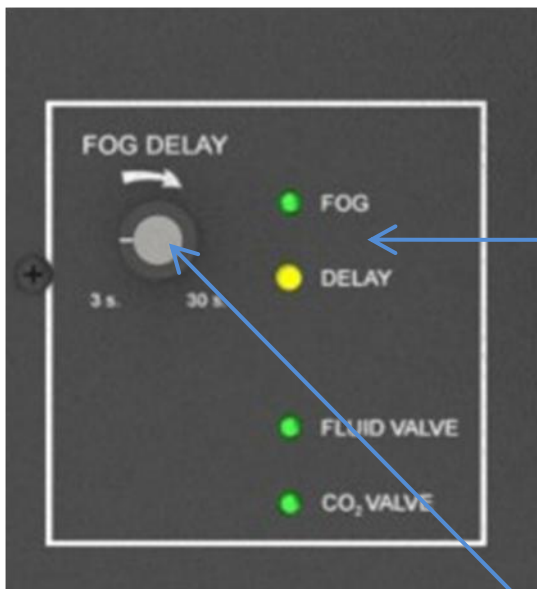 FOG DELAY
FOG
DELAY
3 s.
30 s.
FLUID VALVE
CO₂ VALVE